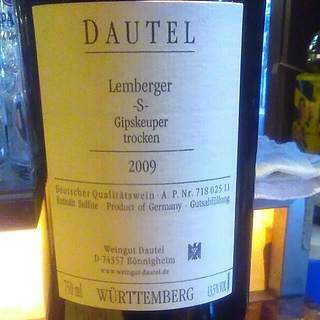 DAUTEL
Lemberger
-S-
Gipskeuper
trocken
2009
Deutscher Qualitätswein · A. P. Nr. 718 025 11
Enthält Sulfite · Product of Germany · Gutsabfüllung
Weingut Dautel
D-74357 Bönnigheim
www.weingut-dautel.de
750 ml WÜRTTEMBERG 13,5% VOL